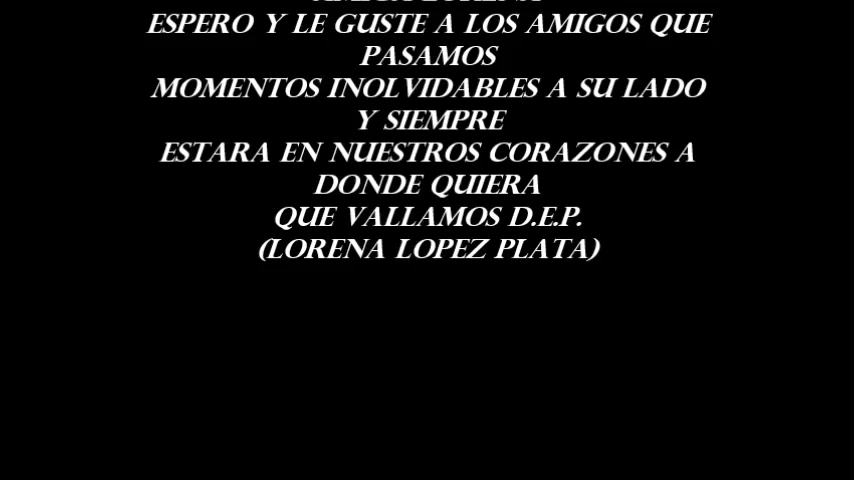 ESPERO Y LE GUSTE A LOS AMIGOS QUE
PASAMOS
MOMENTOS INOLVIDABLES A SU LADO
Y SIEMPRE
ESTARA EN NUESTROS CORAZONES A
DONDE QUIERA
QUE VALLAMOS D.E.P.
(LORENA LOPEZ PLATA)